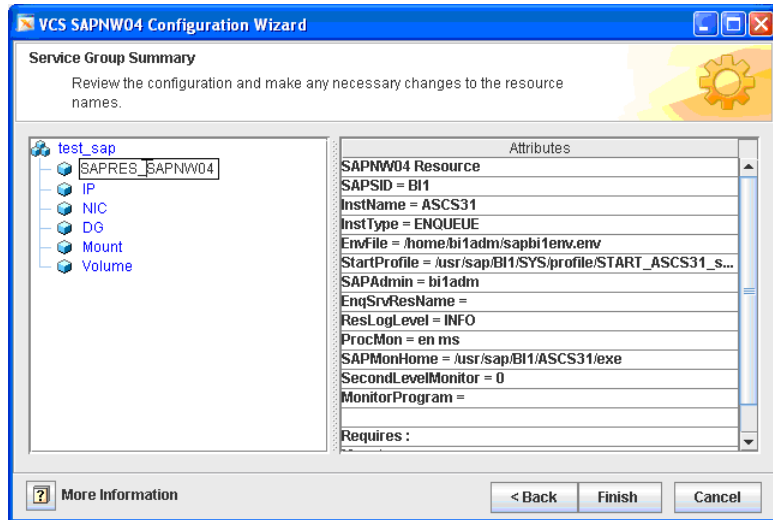 VCS SAPNW04 Configuration Wizard
Service Group Summary
Review the configuration and make any necessary changes to the resource
names.
test_sap
SAPRES_SAPNW04
IP
NIC
DG
Mount
Volume
Attributes
SAPNW04 Resource
SAPSID = BI1
InstName = ASCS31
InstType = ENQUEUE
EnvFile = /home/bi1adm/sapbi1env.env
StartProfile = /usr/sap/BI1/SYS/profile/START_ASCS31_s...
SAPAdmin = bi1adm
EnqSrvResName =
ResLogLevel = INFO
ProcMon = en ms
SAPMonHome = /usr/sap/BI1/ASCS31/exe
SecondLevelMonitor = 0
MonitorProgram =
Requires :
? More Information
< Back
Finish
Cancel